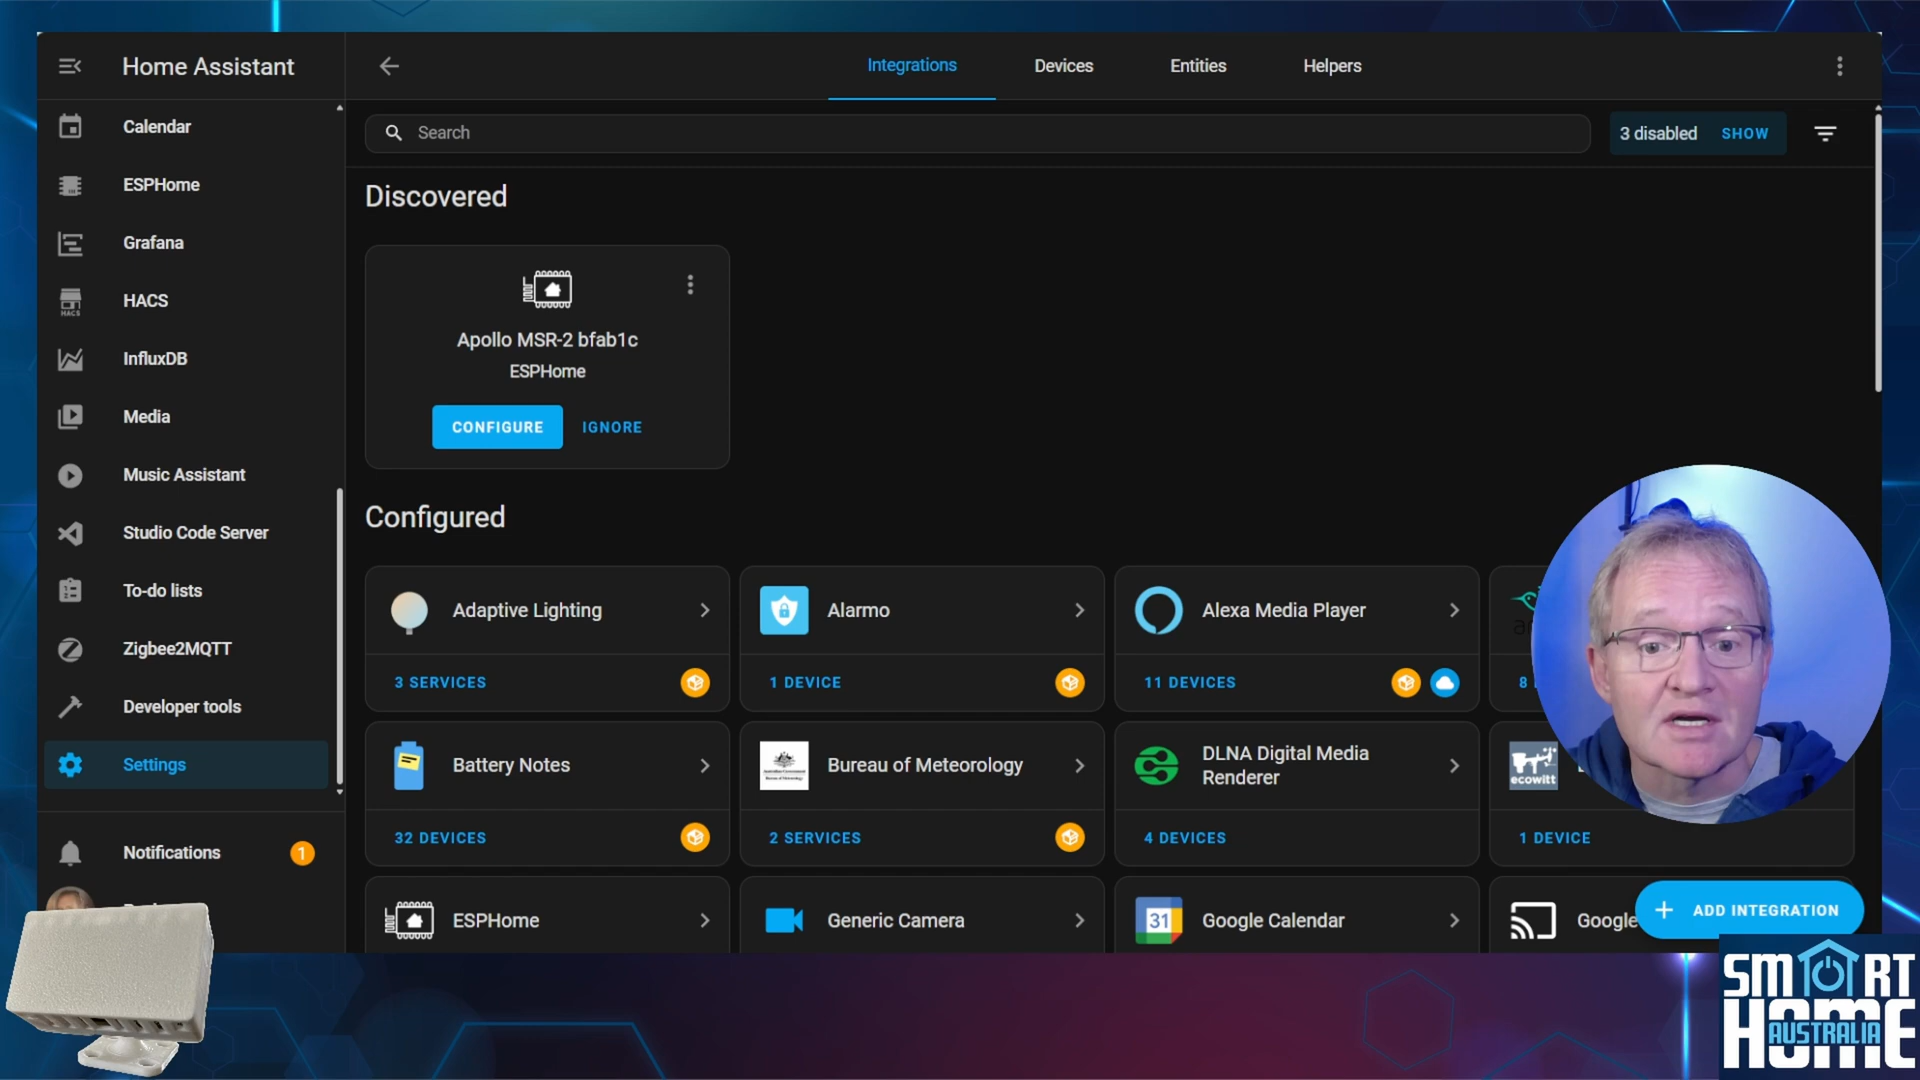 Home Assistant
Calendar
ESPHome
Grafana
HACS
HACS
InfluxDB
Media
Music Assistant
Studio Code Server
To-do lists
Zigbee2MQTT
Developer tools
Settings
Notifications
1
Integrations
Devices
Entities
Helpers
Search
3 disabled
SHOW
Discovered
Apollo MSR-2 bfab1c
ESPHome
CONFIGURE
IGNORE
Configured
Adaptive Lighting
3 SERVICES
Alarmo
1 DEVICE
Alexa Media Player
11 DEVICES
8
Battery Notes
32 DEVICES
Bureau of Meteorology
2 SERVICES
DLNA Digital Media
Renderer
4 DEVICES
ecowitt
1 DEVICE
ESPHome
Generic Camera
31
Google Calendar
Google
ADD INTEGRATION
SMART
HOME
AUSTRALIA